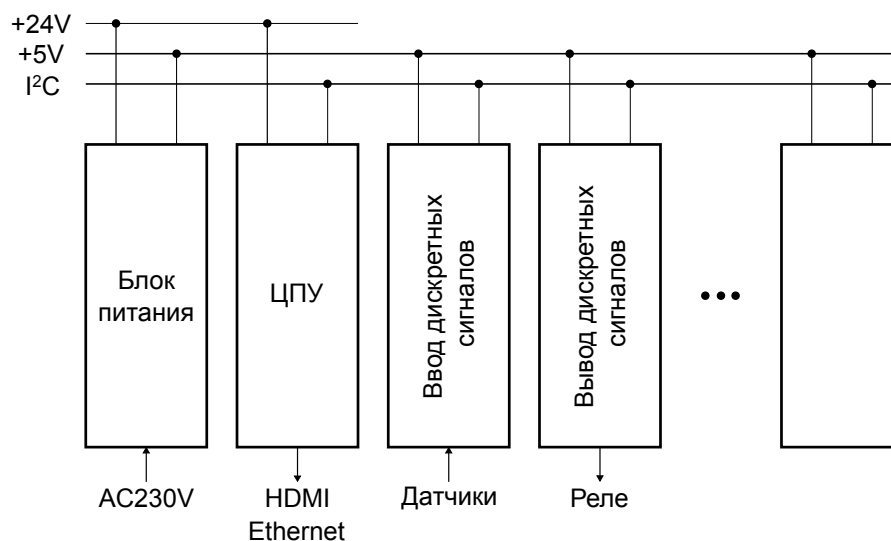 +24V
+5V
I²C
Блок
питания
ЦПУ
Ввод дискретных
сигналов
Вывод дискретных
сигналов
•••
AC230V
HDMI
Ethernet
Датчики
Реле